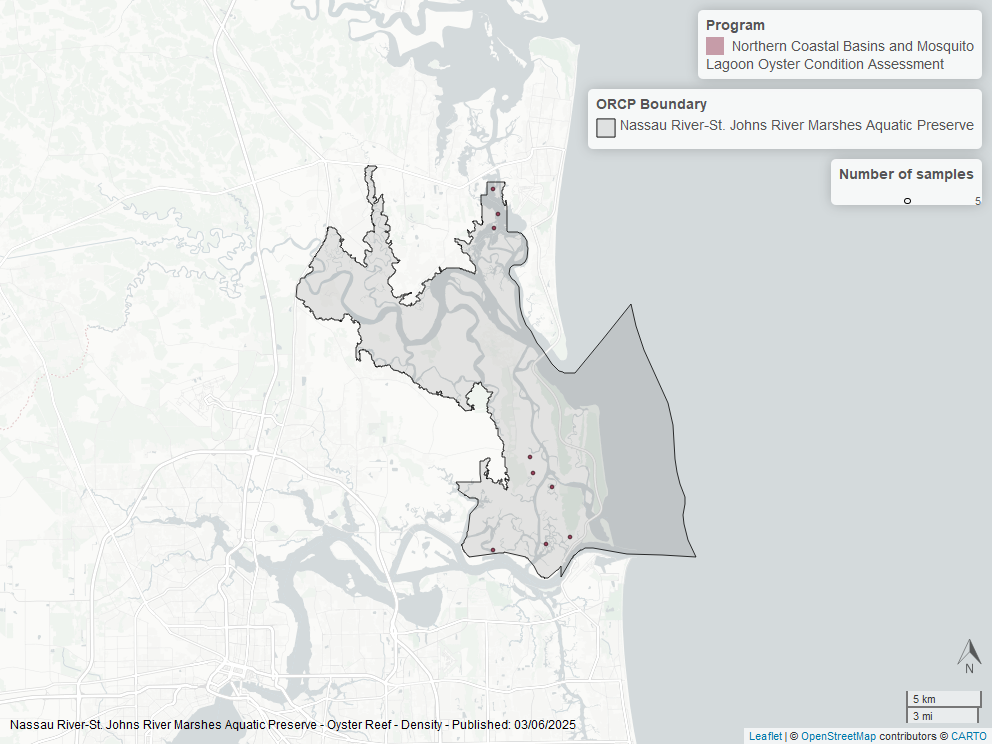 Program
Northern Coastal Basins and Mosquito
Lagoon Oyster Condition Assessment
ORCP Boundary
Nassau River-St. Johns River Marshes Aquatic Preserve
Number of samples
5
N
5 km
3 mi
Nassau River-St. Johns River Marshes Aquatic Preserve - Oyster Reef - Density - Published: 03/06/2025
Leaflet | © OpenStreetMap contributors © CARTO